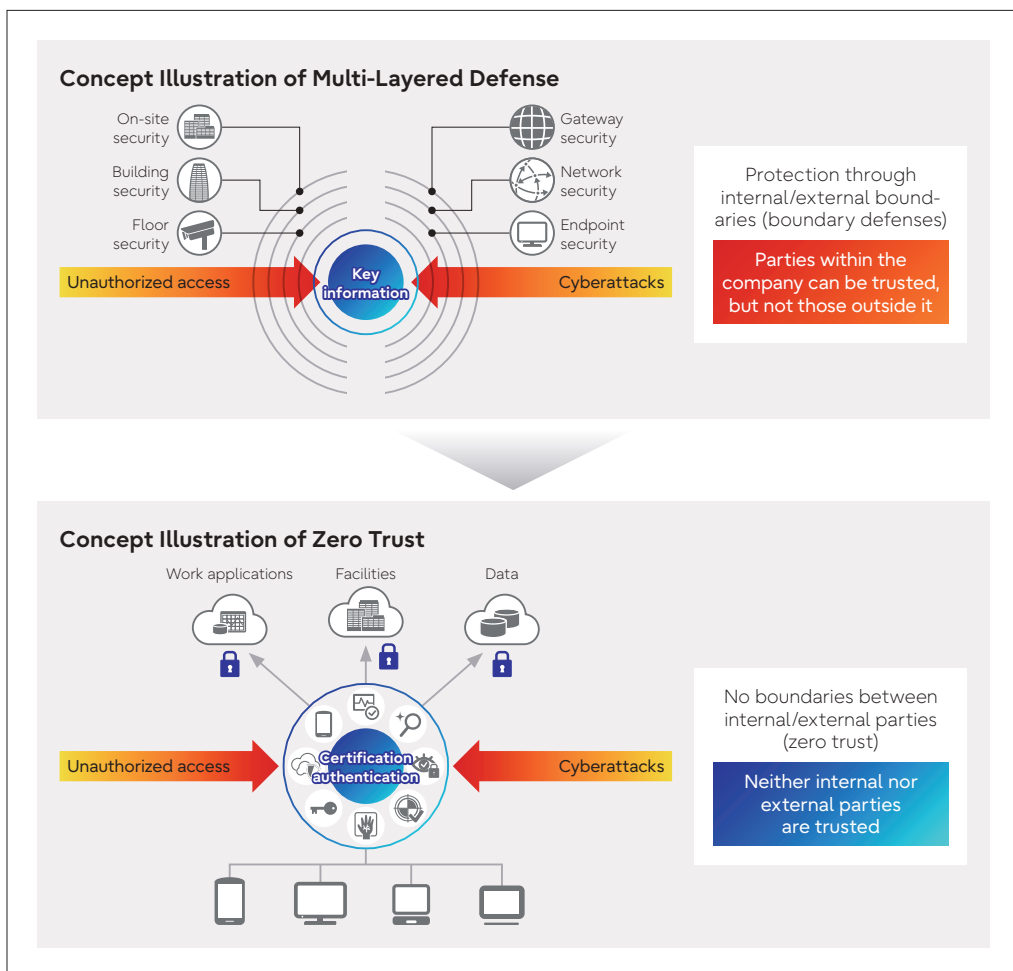 Concept Illustration of Multi-Layered Defense
On-site
security
Building
security
Floor
security
Gateway
security
Network
security
Endpoint
security
Unauthorized access
Key
information
Cyberattacks
Protection through
internal/external bound-
aries (boundary defenses)
Parties within the
company can be trusted,
but not those outside it
Concept Illustration of Zero Trust
Work applications
Facilities
Data
Unauthorized access
Certification
authentication
Cyberattacks
No boundaries between
internal/external parties
(zero trust)
Neither internal nor
external parties
are trusted